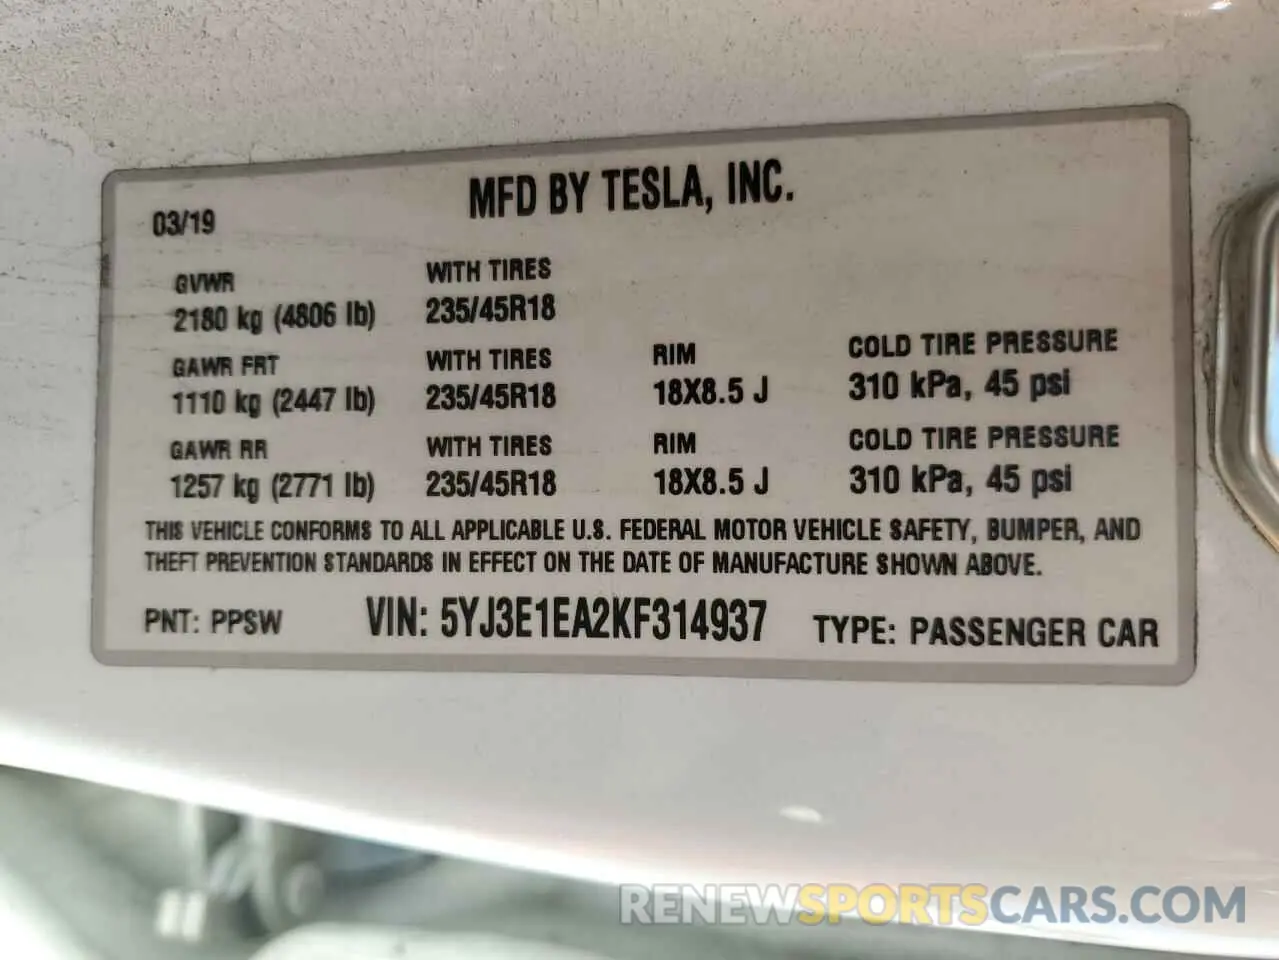 MFD BY TESLA, INC.
03/19
GVWR WITH TIRES
2180 kg (4806 lb) 235/45R18
GAWR FRT WITH TIRES RIM COLD TIRE PRESSURE
1110 kg (2447 lb) 235/45R18 18X8.5 J 310 kPa, 45 psi
GAWR RR WITH TIRES RIM COLD TIRE PRESSURE
1257 kg (2771 lb) 235/45R18 18X8.5 J 310 kPa, 45 psi
THIS VEHICLE CONFORMS TO ALL APPLICABLE U.S. FEDERAL MOTOR VEHICLE SAFETY, BUMPER, AND
THEFT PREVENTION STANDARDS IN EFFECT ON THE DATE OF MANUFACTURE SHOWN ABOVE.
PNT: PPSW VIN: 5YJ3E1EA2KF314937 TYPE: PASSENGER CAR
RENEWSPORTSCARS.COM